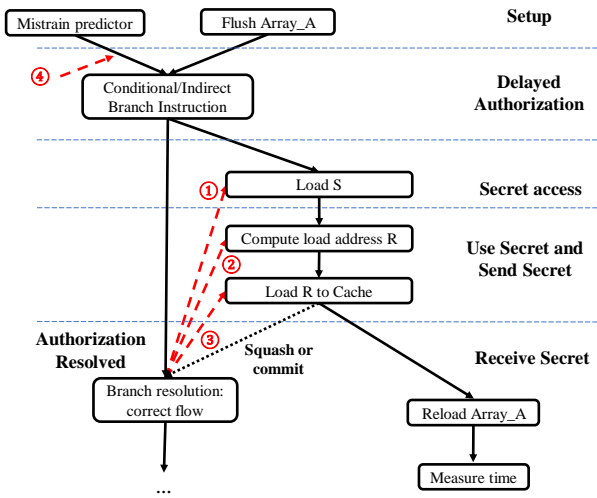 Mistrain predictor
Flush Array_A
Setup
④
Conditional/Indirect
Branch Instruction
Delayed
Authorization
①
Load S
Secret access
Compute load address R
②
Use Secret and
Send Secret
Load R to Cache
③
Authorization
Resolved
Squash or
commit
Receive Secret
Branch resolution:
correct flow
Reload Array_A
Measure time
...